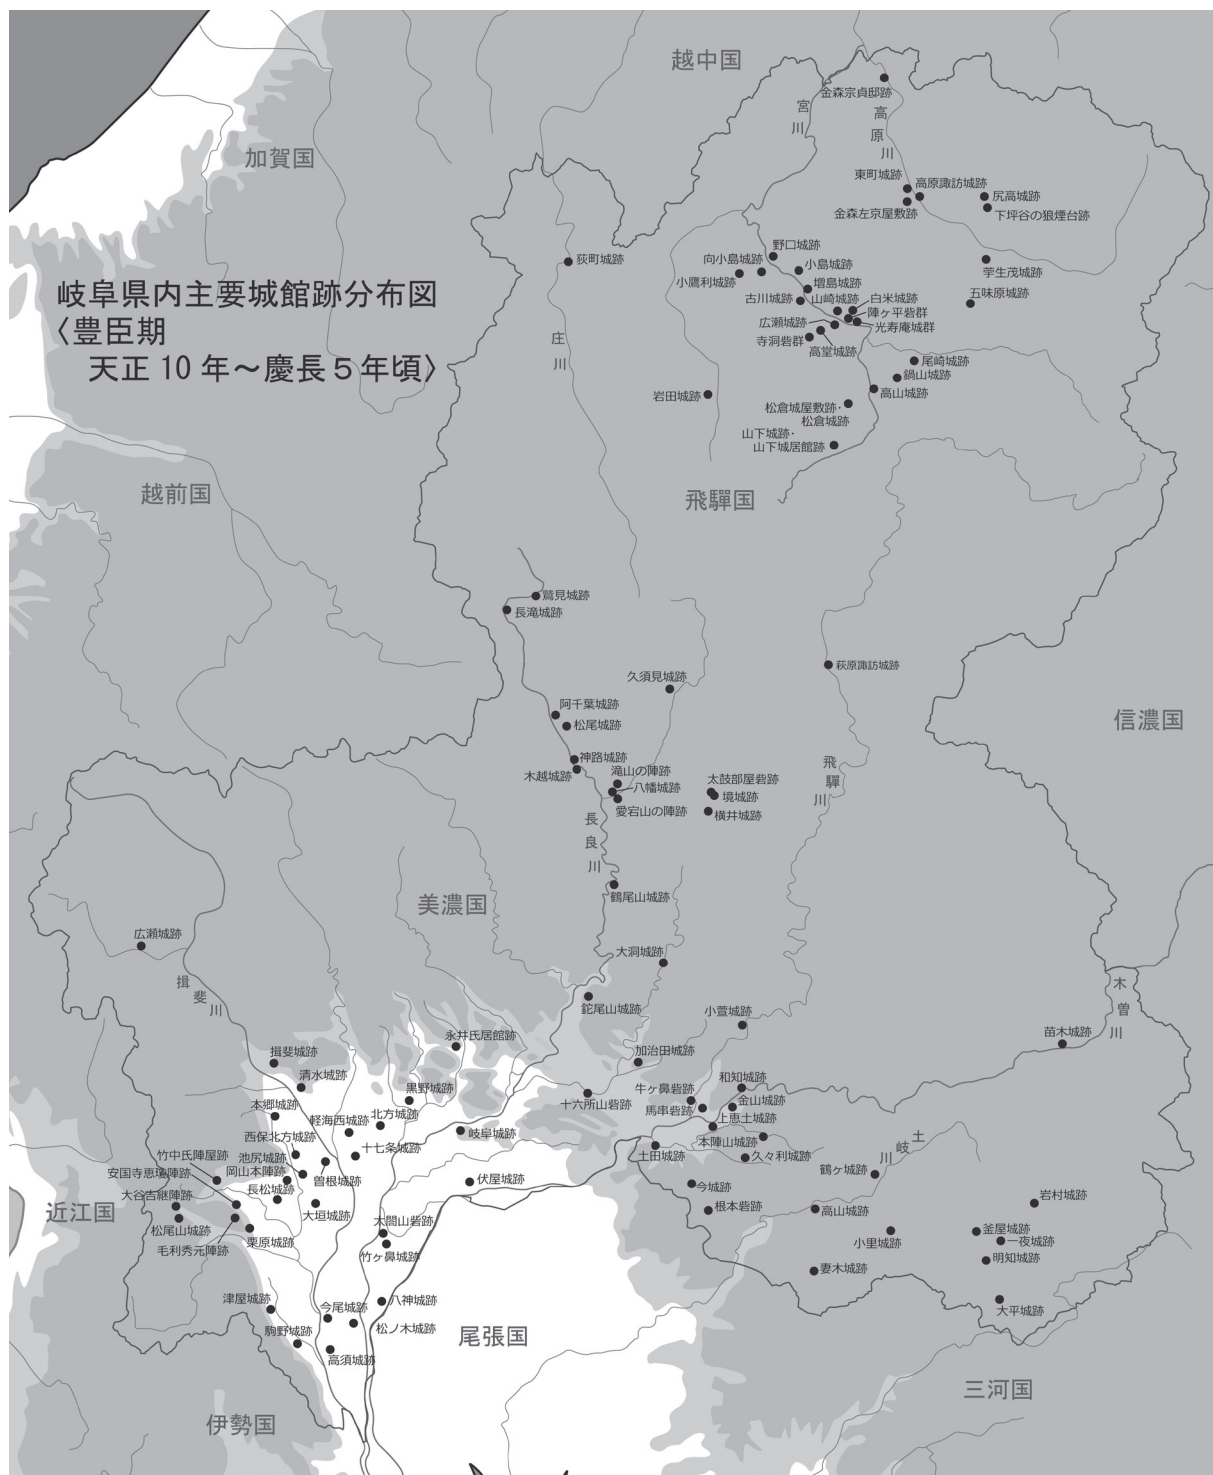 越中国
金森宗貞邸跡
宮川
高原川
加賀国
東町城跡
高原諏訪城跡
尻高城跡
金森左京屋敷跡
下坪谷の狼煙台跡
野口城跡
荻町城跡
向小島城跡
小島城跡
小鷹利城跡
増島城跡
芋生茂城跡
五味原城跡
岐阜県内主要城館跡分布図
〈豊臣期
天正10年～慶長5年頃〉
古川城跡
山崎城跡
白米城跡
陣ヶ平砦群
広瀬城跡
光寿庵城群
寺洞砦群
高堂城跡
庄川
尾崎城跡
鍋山城跡
岩田城跡
高山城跡
松倉城屋敷跡・
松倉城跡
山下城跡・
山下城居館跡
越前国
飛驒国
鷲見城跡
長滝城跡
萩原諏訪城跡
久須見城跡
阿千葉城跡
松尾城跡
信濃国
神路城跡
木越城跡
滝山の陣跡
八幡城跡
愛宕山の陣跡
太鼓部屋砦跡
境城跡
横井城跡
飛驒川
長良川
鶴尾山城跡
美濃国
広瀬城跡
大洞城跡
揖斐川
鉈尾山城跡
小萱城跡
木曽川
苗木城跡
永井氏居館跡
揖斐城跡
加治田城跡
清水城跡
黒野城跡
和知城跡
牛ヶ鼻砦跡
十六所山砦跡
馬串砦跡
金山城跡
本郷城跡
軽海西城跡
北方城跡
上恵土城跡
岐阜城跡
西保北方城跡
本陣山城跡
土岐川
竹中氏陣屋跡
池尻城跡
十七条城跡
土田城跡
久々利城跡
安国寺恵瓊陣跡
岡山本陣跡
曽根城跡
伏屋城跡
鶴ヶ城跡
大谷吉継陣跡
長松城跡
今城跡
岩村城跡
近江国
大垣城跡
根本砦跡
高山城跡
松尾山城跡
太閤山砦跡
毛利秀元陣跡
栗原城跡
竹ヶ鼻城跡
小里城跡
釜屋城跡
一夜城跡
明知城跡
妻木城跡
津屋城跡
今尾城跡
八神城跡
大平城跡
駒野城跡
松ノ木城跡
尾張国
高須城跡
三河国
伊勢国